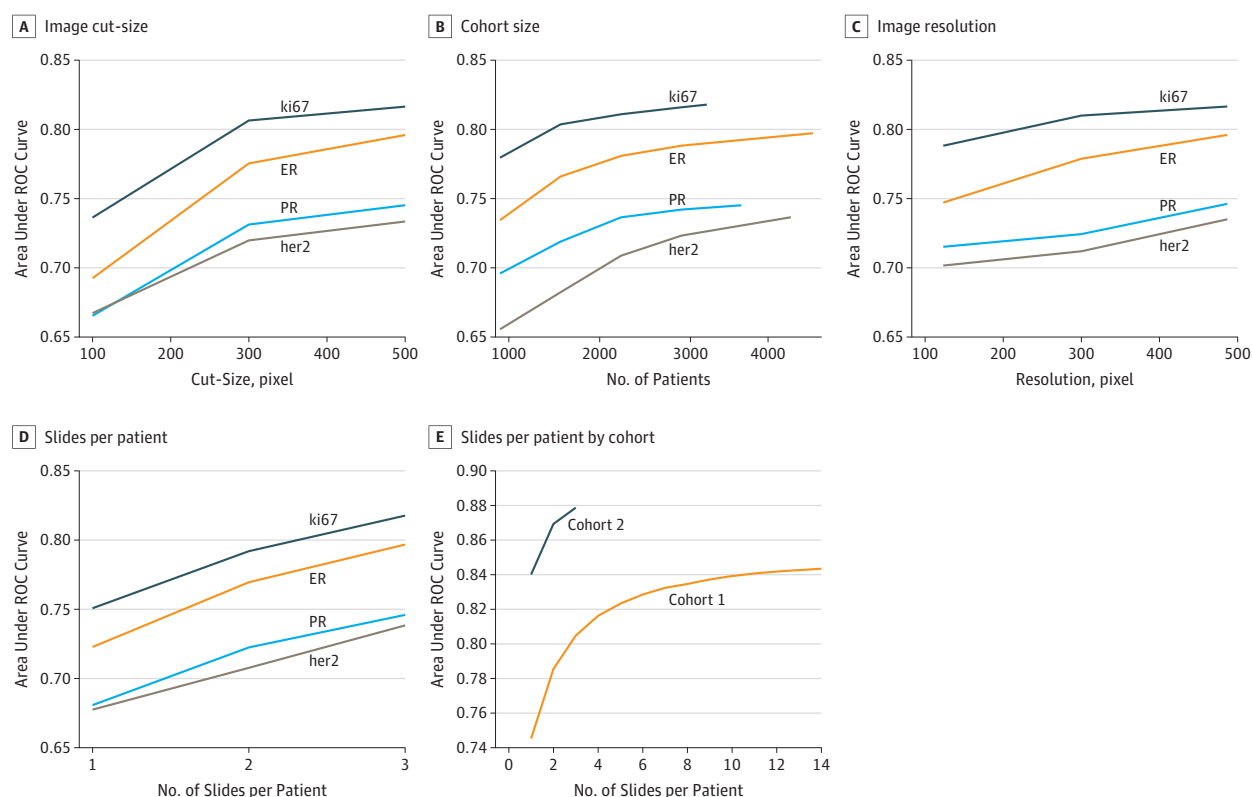 A Image cut-size
0.85
0.80
0.75
0.70
0.65
Area Under ROC Curve
ki67
ER
PR
her2
100 200 300 400 500
Cut-Size, pixel
B Cohort size
0.85
0.80
0.75
0.70
0.65
Area Under ROC Curve
ki67
ER
PR
her2
1000 2000 3000 4000
No. of Patients
C Image resolution
0.85
0.80
0.75
0.70
0.65
Area Under ROC Curve
ki67
ER
PR
her2
100 200 300 400 500
Resolution, pixel
D Slides per patient
0.85
0.80
0.75
0.70
0.65
Area Under ROC Curve
ki67
ER
PR
her2
1 2 3
No. of Slides per Patient
E Slides per patient by cohort
0.90
0.88
0.86
0.84
0.82
0.80
0.78
0.76
0.74
Area Under ROC Curve
Cohort 2
Cohort 1
0 2 4 6 8 10 12 14
No. of Slides per Patient